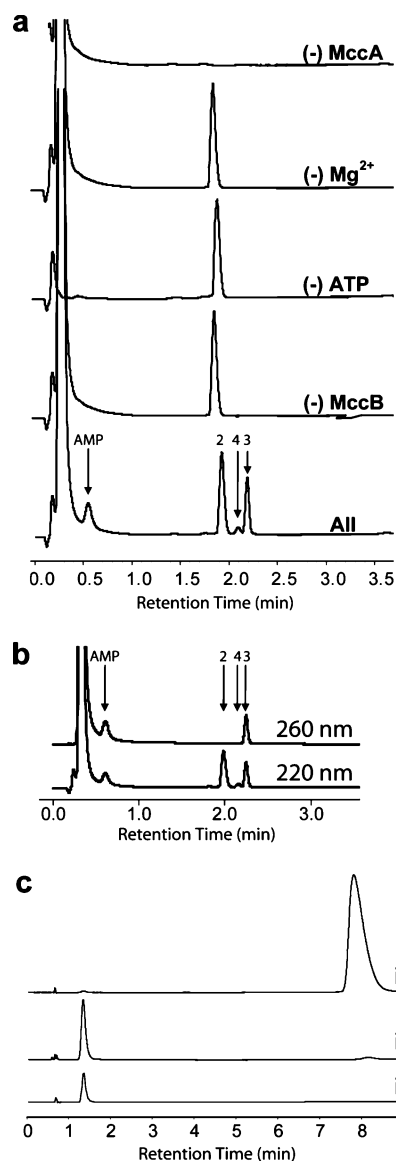 a
(-) MccA
(-) Mg²⁺
(-) ATP
(-) MccB
AMP 2 4 3
All
0.0 0.5 1.0 1.5 2.0 2.5 3.0 3.5
Retention Time (min)
b
AMP 2 4 3
260 nm
220 nm
0.0 1.0 2.0 3.0
Retention Time (min)
c
0 1 2 3 4 5 6 7 8
Retention Time (min)